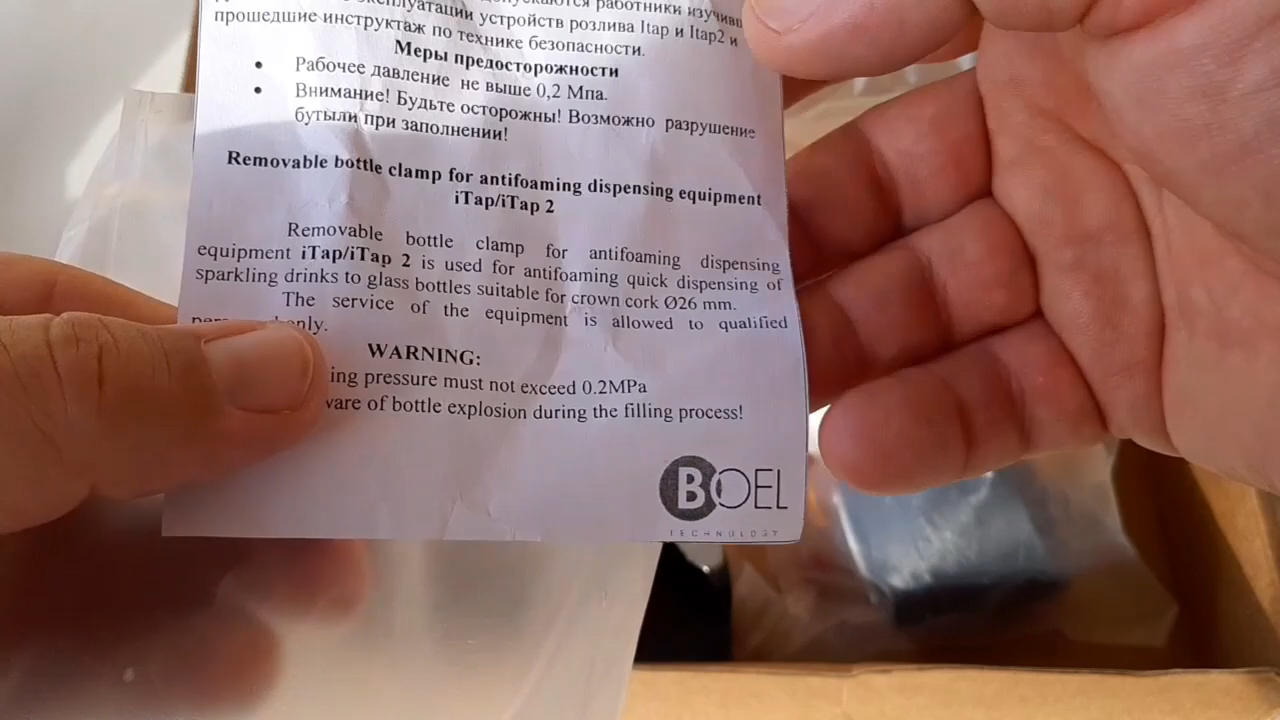 работники изучивш
эксплуатации устройств розлива Itap и Itap2 и
прошедшие инструктаж по технике безопасности.
Меры предосторожности
• Рабочее давление не выше 0,2 Мпа.
• Внимание! Будьте осторожны! Возможно разрушение
бутыли при заполнении!
Removable bottle clamp for antifoaming dispensing equipment
iTap/iTap 2
Removable bottle clamp for antifoaming dispensing
equipment iTap/iTap 2 is used for antifoaming quick dispensing of
sparkling drinks to glass bottles suitable for crown cork Ø26 mm.
The service of the equipment is allowed to qualified
only.
WARNING:
ing pressure must not exceed 0.2MPa
ware of bottle explosion during the filling process!
BOEL
TECHNOLOGY